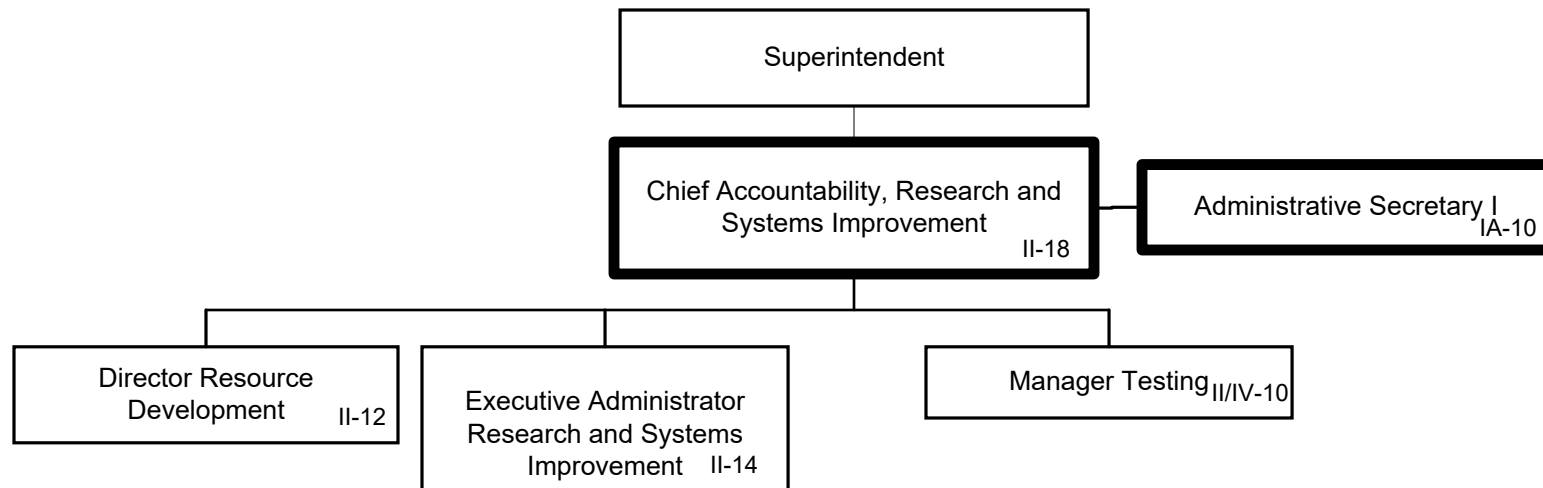 Superintendent
Chief Accountability, Research and
Systems Improvement
II-18
Administrative Secretary I
IA-10
Director Resource
Development
II-12
Executive Administrator
Research and Systems
Improvement II-14
Manager Testing II/IV-10